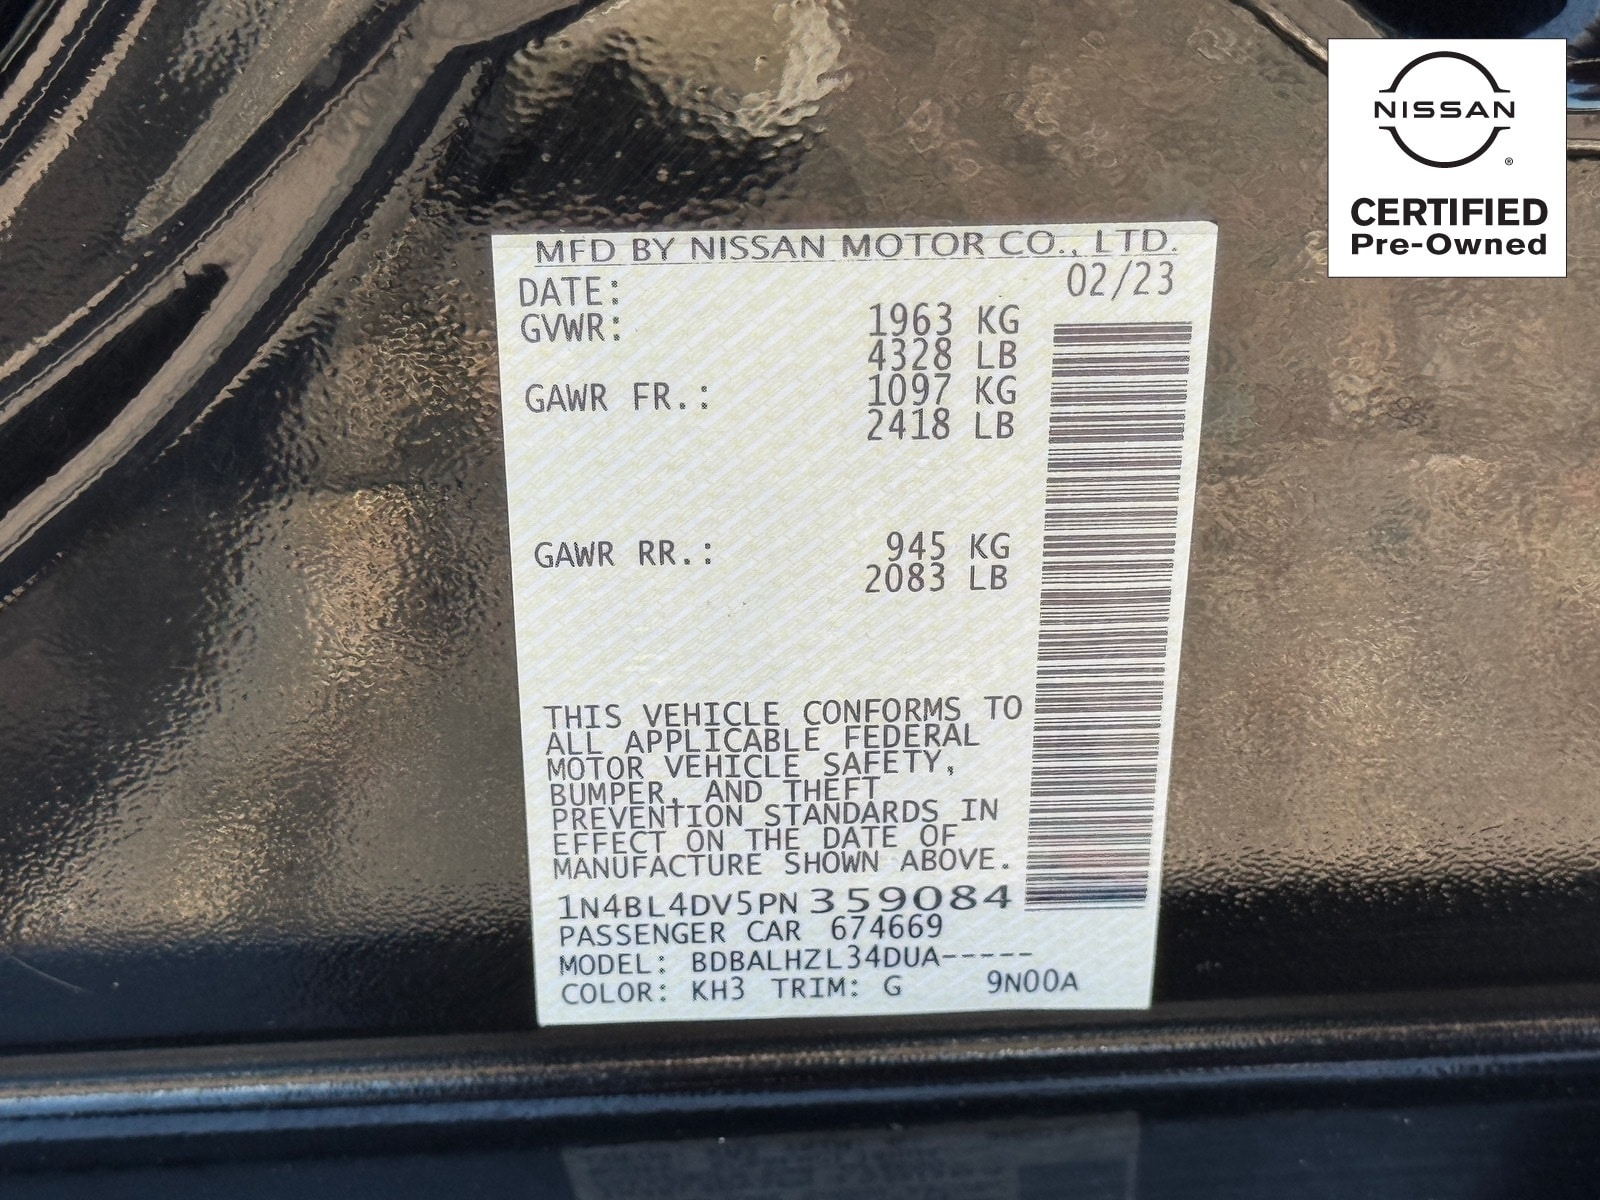 NISSAN
®
CERTIFIED
Pre-Owned
MFD BY NISSAN MOTOR CO., LTD.
DATE: 02/23
GVWR: 1963 KG
4328 LB
GAWR FR.: 1097 KG
2418 LB
GAWR RR.: 945 KG
2083 LB
THIS VEHICLE CONFORMS TO
ALL APPLICABLE FEDERAL
MOTOR VEHICLE SAFETY,
BUMPER, AND THEFT
PREVENTION STANDARDS IN
EFFECT ON THE DATE OF
MANUFACTURE SHOWN ABOVE.
1N4BL4DV5PN359084
PASSENGER CAR 674669
MODEL: BDBALHZL34DUA-----
COLOR: KH3 TRIM: G 9N00A